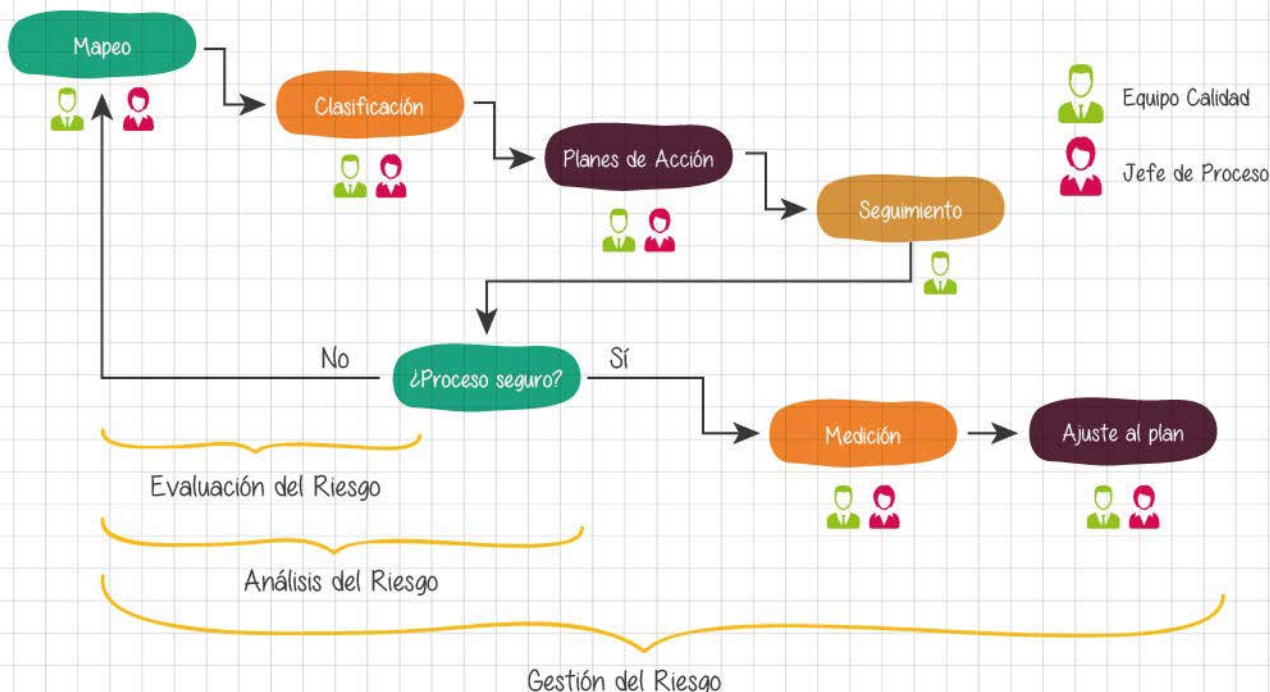 Mapeo
Clasificación
Planes de Acción
Seguimiento
Equipo Calidad
Jefe de Proceso
No
¿Proceso seguro?
Sí
Medición
Ajuste al plan
Evaluación del Riesgo
Análisis del Riesgo
Gestión del Riesgo